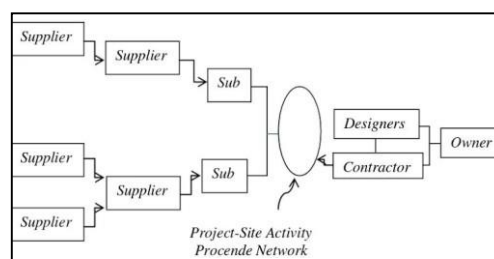 Supplier
Supplier
Sub
Designers
Owner
Supplier
Contractor
Supplier
Sub
Supplier
Project-Site Activity
Procende Network